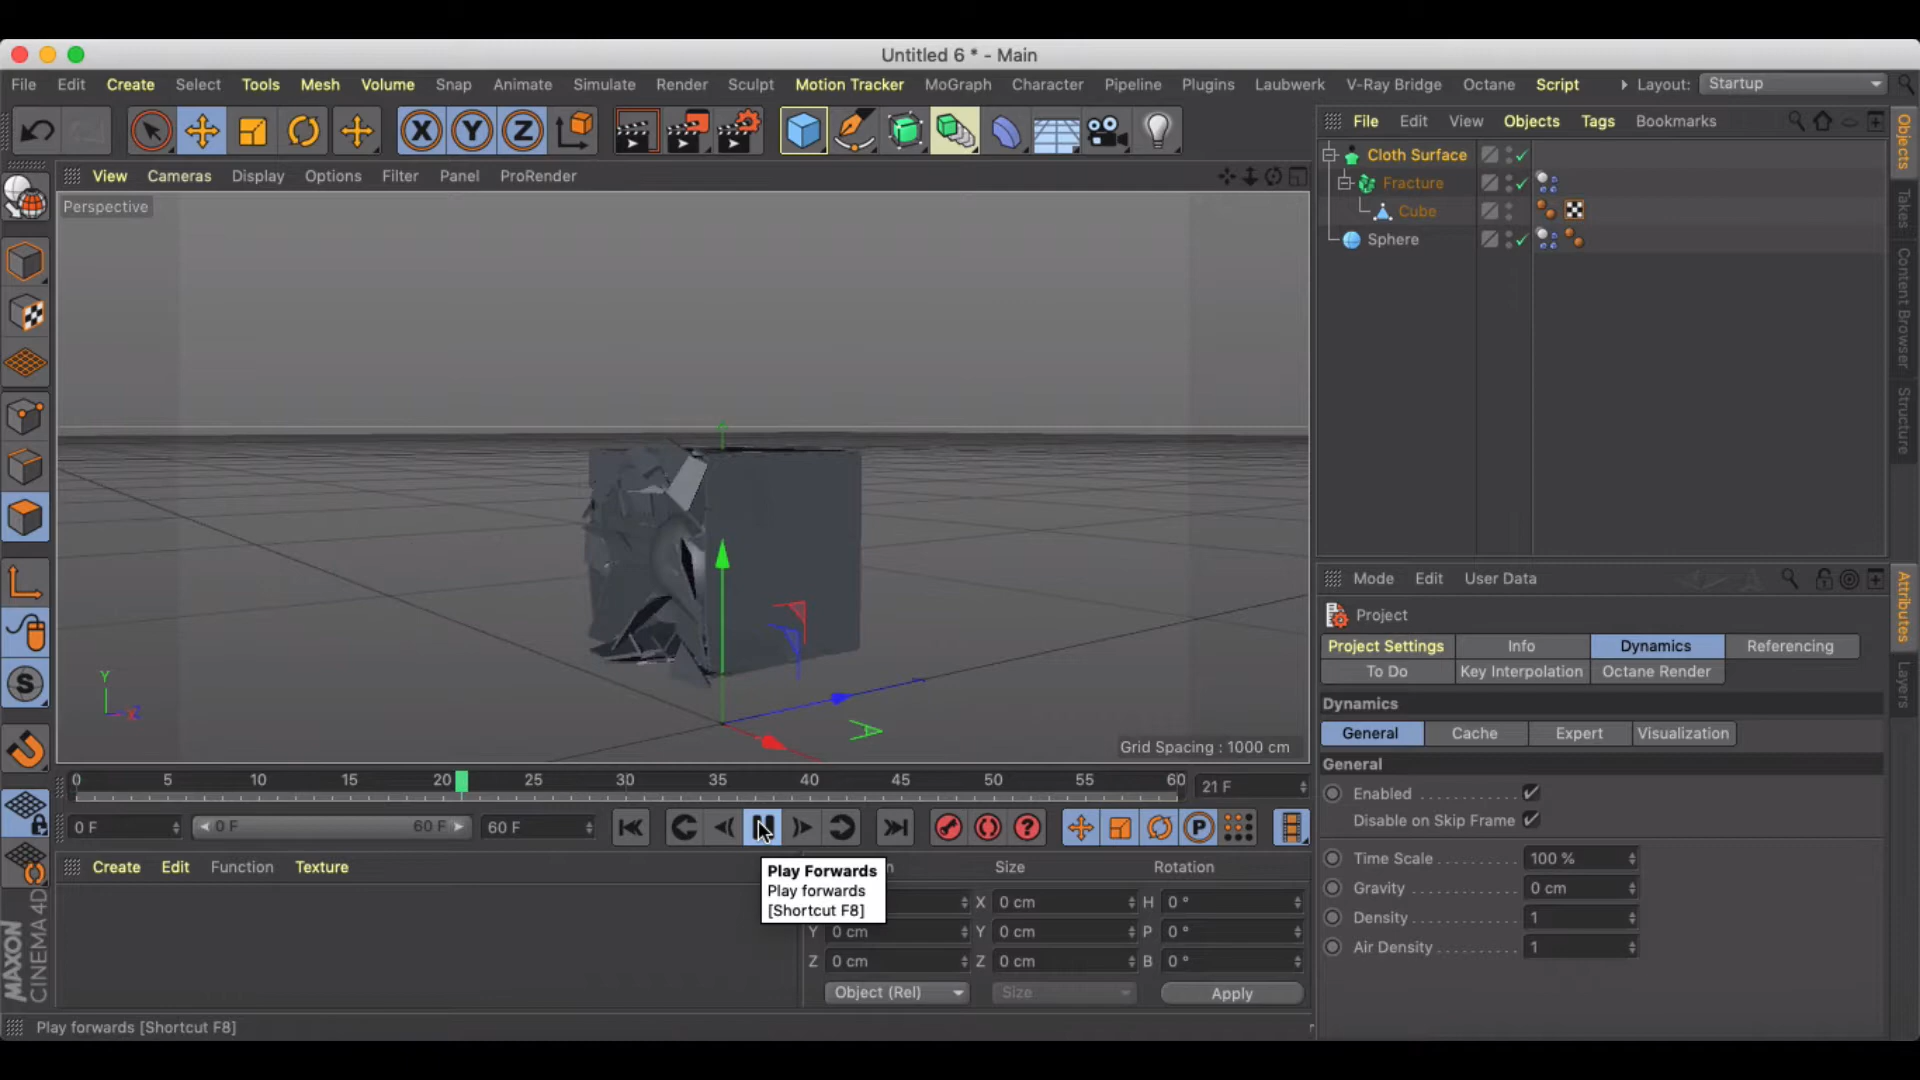 Untitled 6 * - Main
File Edit Create Select Tools Mesh Volume Snap Animate Simulate Render Sculpt Motion Tracker MoGraph Character Pipeline Plugins Laubwerk V-Ray Bridge Octane Script Layout: Startup
X Y Z
File Edit View Objects Tags Bookmarks
View Cameras Display Options Filter Panel ProRender
Perspective
Cloth Surface
Fracture
Cube
Sphere
Objects
Takes
Content Browser
Structure
Y
Grid Spacing : 1000 cm
0 5 10 15 20 25 30 35 40 45 50 55 60 21 F
0 F 0 F 60 F 60 F P
Create Edit Function Texture
Size Rotation
Play Forwards
Play forwards
[Shortcut F8]
X 0 cm H 0 °
Y 0 cm Y 0 cm P 0 °
Z 0 cm Z 0 cm B 0 °
Object (Rel) Size Apply
MAXON
CINEMA 4D
Play forwards [Shortcut F8]
Mode Edit User Data
Project
Project Settings Info Dynamics Referencing
To Do Key Interpolation Octane Render
Dynamics
General Cache Expert Visualization
General
Enabled
Disable on Skip Frame
Time Scale 100 %
Gravity 0 cm
Density 1
Air Density 1
Attributes
Layers